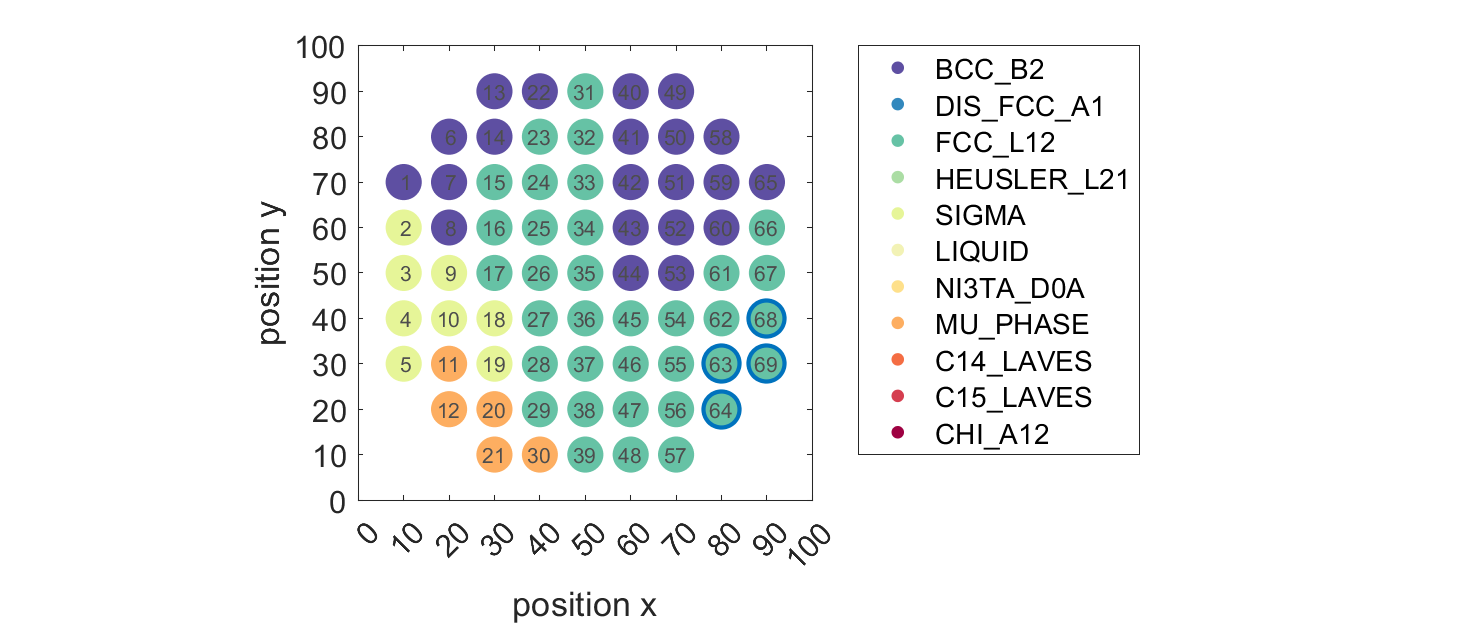 100
90
80
70
60
50
40
30
20
10
0
position y
13 22 31 40 49
6 14 23 32 41 50 58
1 7 15 24 33 42 51 59 65
2 8 16 25 34 43 52 60 66
3 9 17 26 35 44 53 61 67
4 10 18 27 36 45 54 62 68
5 11 19 28 37 46 55 63 69
12 20 29 38 47 56 64
21 30 39 48 57
0 10 20 30 40 50 60 70 80 90 100
position x
BCC_B2
DIS_FCC_A1
FCC_L12
HEUSLER_L21
SIGMA
LIQUID
NI3TA_D0A
MU_PHASE
C14_LAVES
C15_LAVES
CHI_A12